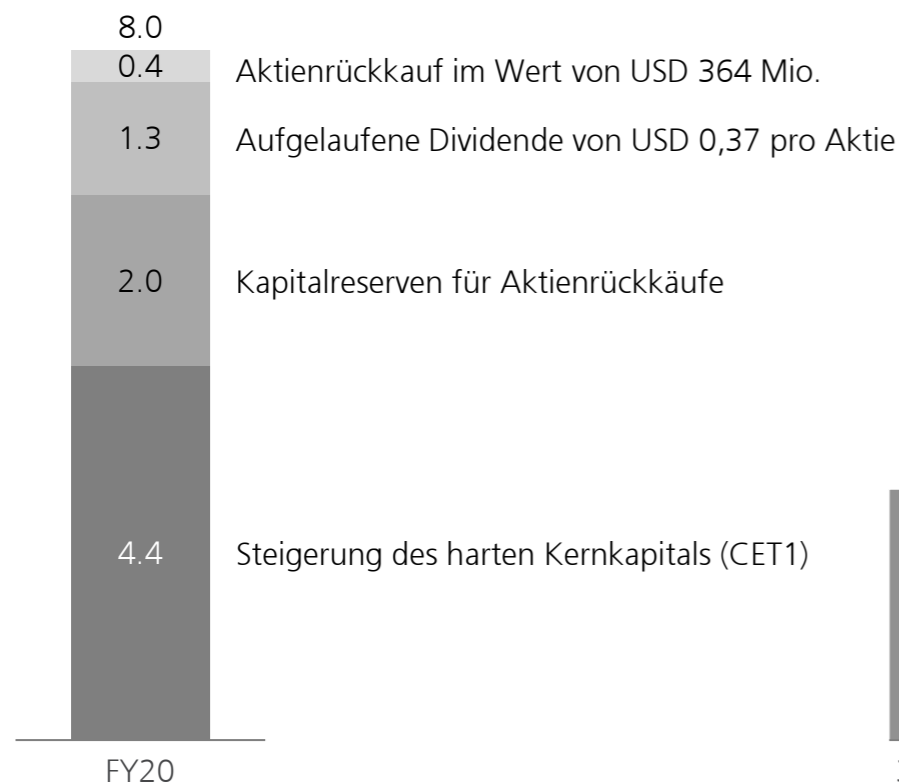 8.0
0.4 Aktienrückkauf im Wert von USD 364 Mio.
1.3 Aufgelaufene Dividende von USD 0,37 pro Aktie
2.0 Kapitalreserven für Aktienrückkäufe
4.4 Steigerung des harten Kernkapitals (CET1)
FY20